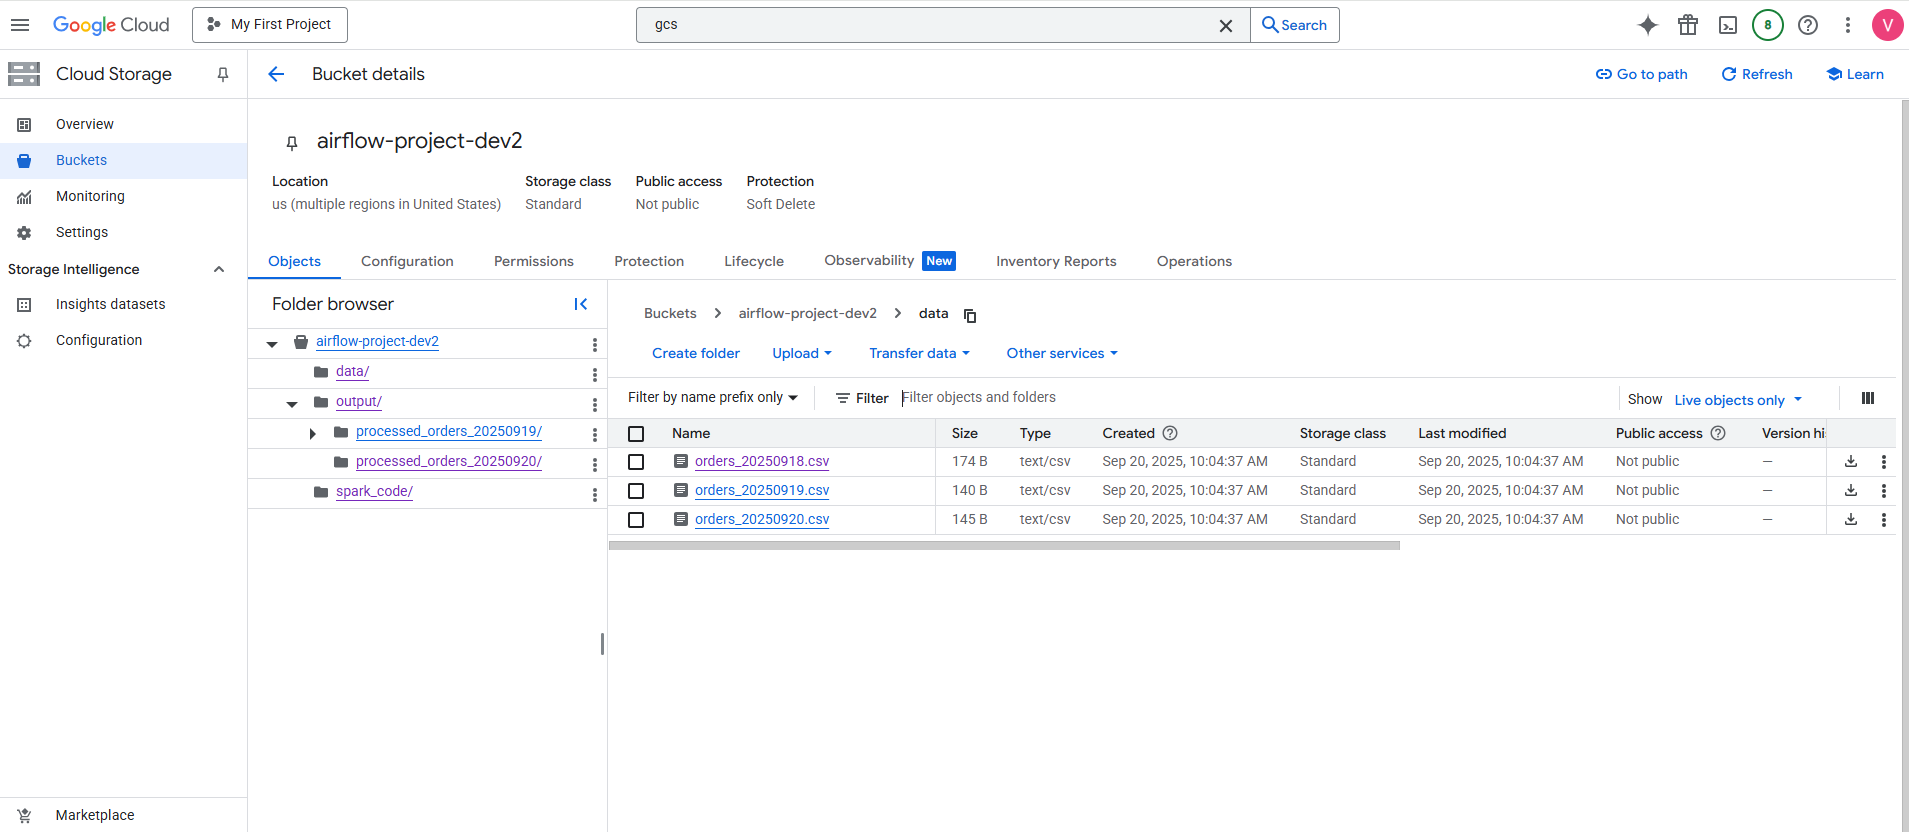 Google Cloud
My First Project
gcs
Search
8
V
Cloud Storage
Bucket details
Go to path
Refresh
Learn
Overview
Buckets
Monitoring
Settings
Storage Intelligence
Insights datasets
Configuration
Marketplace
airflow-project-dev2
Location
us (multiple regions in United States)
Storage class
Standard
Public access
Not public
Protection
Soft Delete
Objects
Configuration
Permissions
Protection
Lifecycle
Observability New
Inventory Reports
Operations
Folder browser
airflow-project-dev2
data/
output/
processed_orders_20250919/
processed_orders_20250920/
spark_code/
Buckets > airflow-project-dev2 > data
Create folder Upload Transfer data Other services
Filter by name prefix only Filter Filter objects and folders Show Live objects only
Name Size Type Created Storage class Last modified Public access Version hi
orders_20250918.csv 174 B text/csv Sep 20, 2025, 10:04:37 AM Standard Sep 20, 2025, 10:04:37 AM Not public —
orders_20250919.csv 140 B text/csv Sep 20, 2025, 10:04:37 AM Standard Sep 20, 2025, 10:04:37 AM Not public —
orders_20250920.csv 145 B text/csv Sep 20, 2025, 10:04:37 AM Standard Sep 20, 2025, 10:04:37 AM Not public —